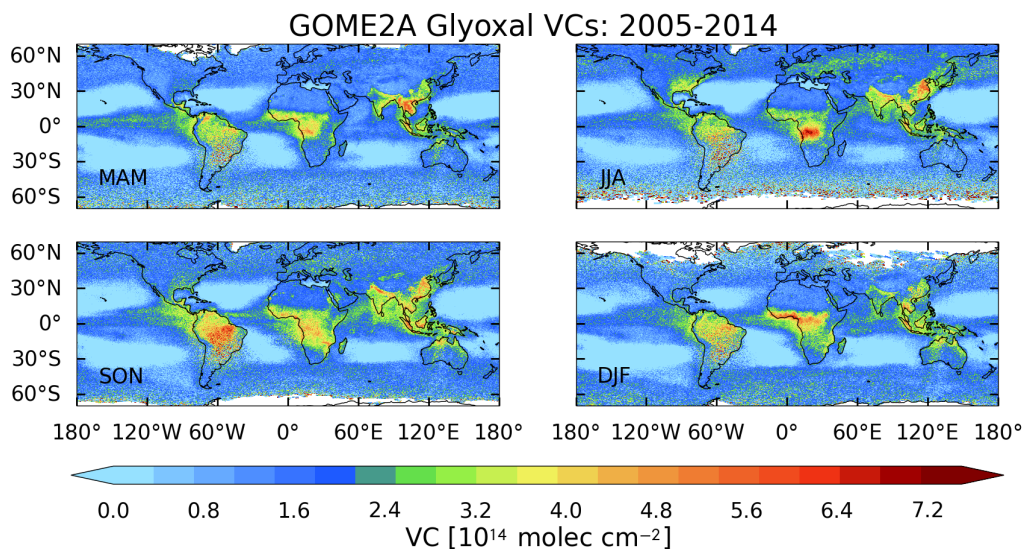 GOME2A Glyoxal VCs: 2005-2014
60°N
30°N
0°
30°S
60°S
MAM
JJA
60°N
30°N
0°
30°S
60°S
SON
DJF
180° 120°W 60°W 0° 60°E 120°E 180° 180° 120°W 60°W 0° 60°E 120°E 180°
0.0 0.8 1.6 2.4 3.2 4.0 4.8 5.6 6.4 7.2
VC [10¹⁴ molec cm⁻²]